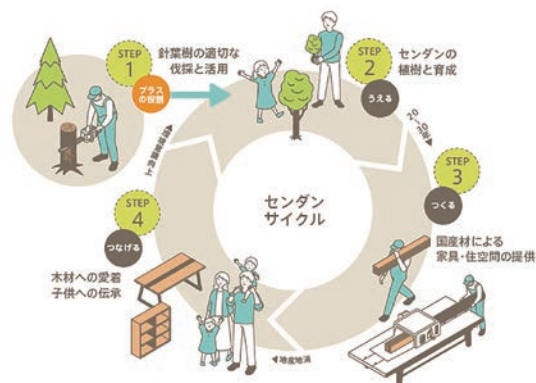 STEP
1
針葉樹の適切な
伐採と活用
プラス
の役割
STEP
2
センダンの
植樹と育成
うえる
20~30年
STEP
3
つくる
国産材による
家具・住空間の提供
地産地消
STEP
4
つなげる
木材への愛着
子供への伝承
センダン
サイクル